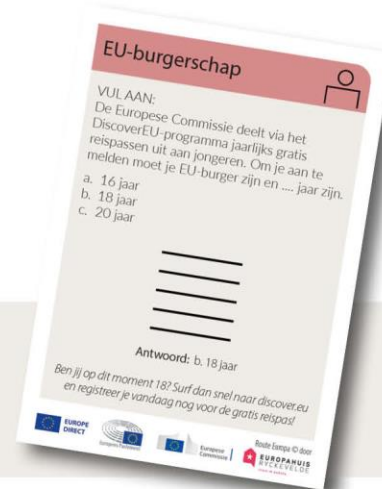 EU-burgerschap
VUL AAN:
De Europese Commissie deelt via het
DiscoverEU-programma jaarlijks gratis
reispassen uit aan jongeren. Om je aan te
melden moet je EU-burger zijn en .... jaar zijn.
a. 16 jaar
b. 18 jaar
c. 20 jaar
Antwoord: b. 18 jaar
Ben jij op dit moment 18? Surf dan snel naar discover.eu
en registreer je vandaag nog voor de gratis reispas!
EUROPE
DIRECT
European Parliament
European
Commission
Route Europa © door
EUROPAHUIS
RYCKEVELDE